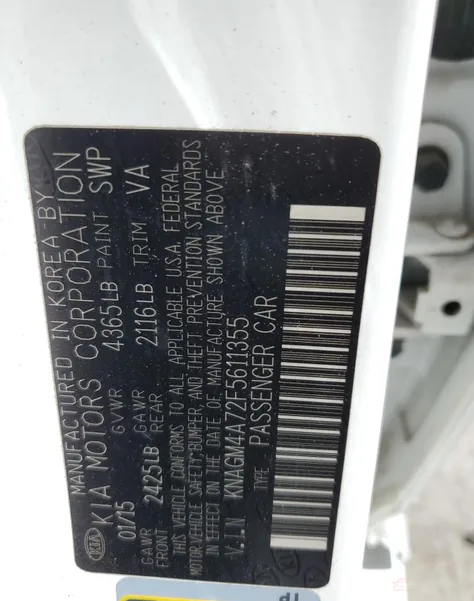 KIA
MANUFACTURED IN KOREA BY
KIA MOTORS CORPORATION
01/15 GVWR 4365LB PAINT SWP
GAWR FRONT 2425LB GAWR REAR 2116LB TRIM VA
THIS VEHICLE CONFORMS TO ALL APPLICABLE U.S.A. FEDERAL
MOTOR VEHICLE SAFETY,BUMPER, AND THEFT PREVENTION STANDARDS
IN EFFECT ON THE DATE OF MANUFACTURE SHOWN ABOVE
V.I.N KNAGM4A72F5611355
TYPE: PASSENGER CAR